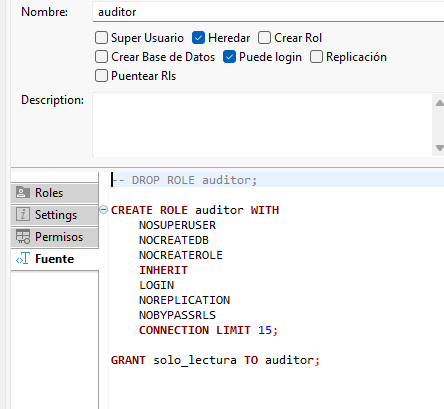 Nombre: auditor
Super Usuario Heredar Crear Rol
Crear Base de Datos Puede login Replicación
Puentear Rls
Description:
Roles
Settings
Permisos
Fuente
-- DROP ROLE auditor;
CREATE ROLE auditor WITH
NOSUPERUSER
NOCREATEDB
NOCREATEROLE
INHERIT
LOGIN
NOREPLICATION
NOBYPASSRLS
CONNECTION LIMIT 15;
GRANT solo_lectura TO auditor;